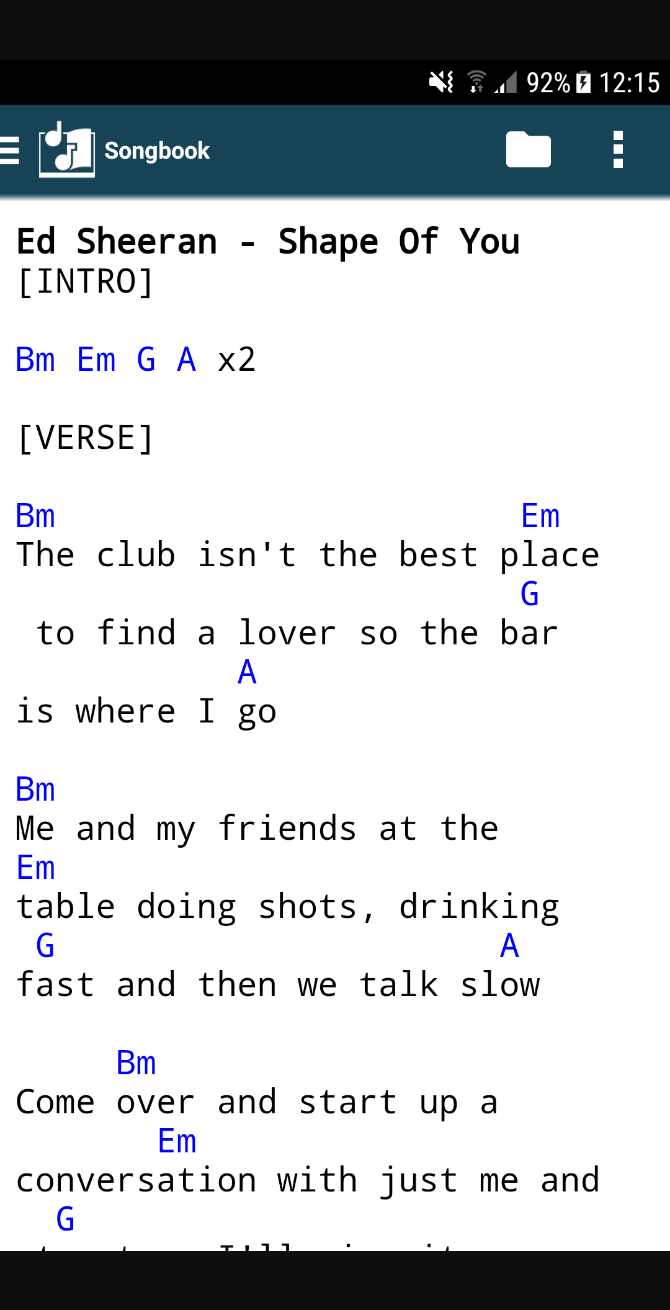 92% 12:15
Songbook
Ed Sheeran - Shape Of You
[INTRO]
Bm Em G A x2
[VERSE]
Bm Em
The club isn't the best place
G
to find a lover so the bar
A
is where I go
Bm
Me and my friends at the
Em
table doing shots, drinking
G A
fast and then we talk slow
Bm
Come over and start up a
Em
conversation with just me and
G
I'll